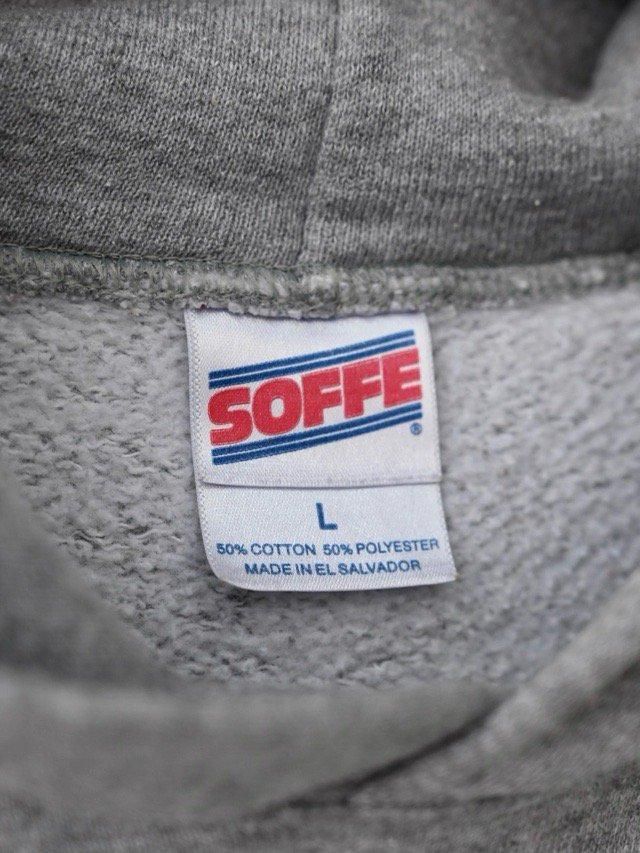 SOFFE
®
L
50% COTTON 50% POLYESTER
MADE IN EL SALVADOR